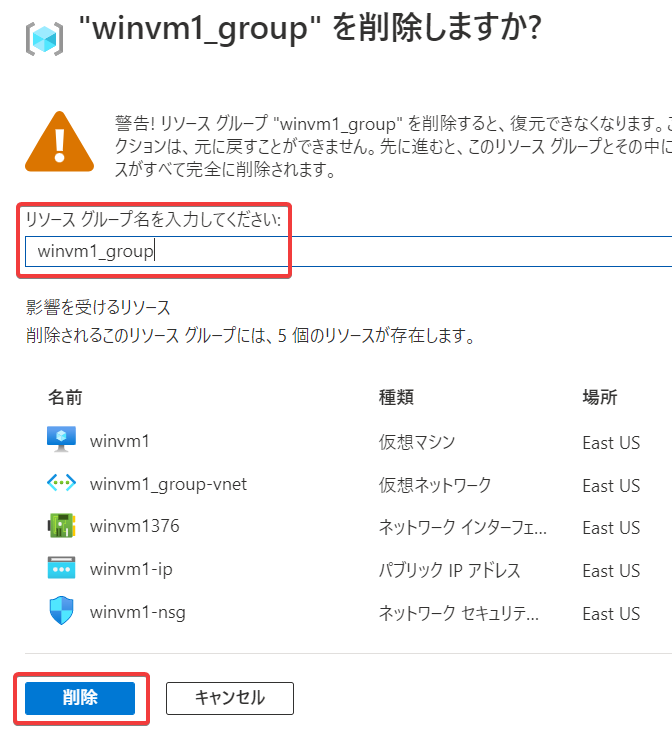 "winvm1_group" を削除しますか?
警告! リソース グループ "winvm1_group" を削除すると、復元できなくなります。こ
クションは、元に戻すことができません。先に進むと、このリソース グループとその中に
スがすべて完全に削除されます。
リソース グループ名を入力してください:
winvm1_group
影響を受けるリソース
削除されるこのリソース グループには、5 個のリソースが存在します。
名前 種類 場所
winvm1 仮想マシン East US
winvm1_group-vnet 仮想ネットワーク East US
winvm1376 ネットワーク インターフェ... East US
winvm1-ip パブリック IP アドレス East US
winvm1-nsg ネットワーク セキュリテ... East US
削除 キャンセル